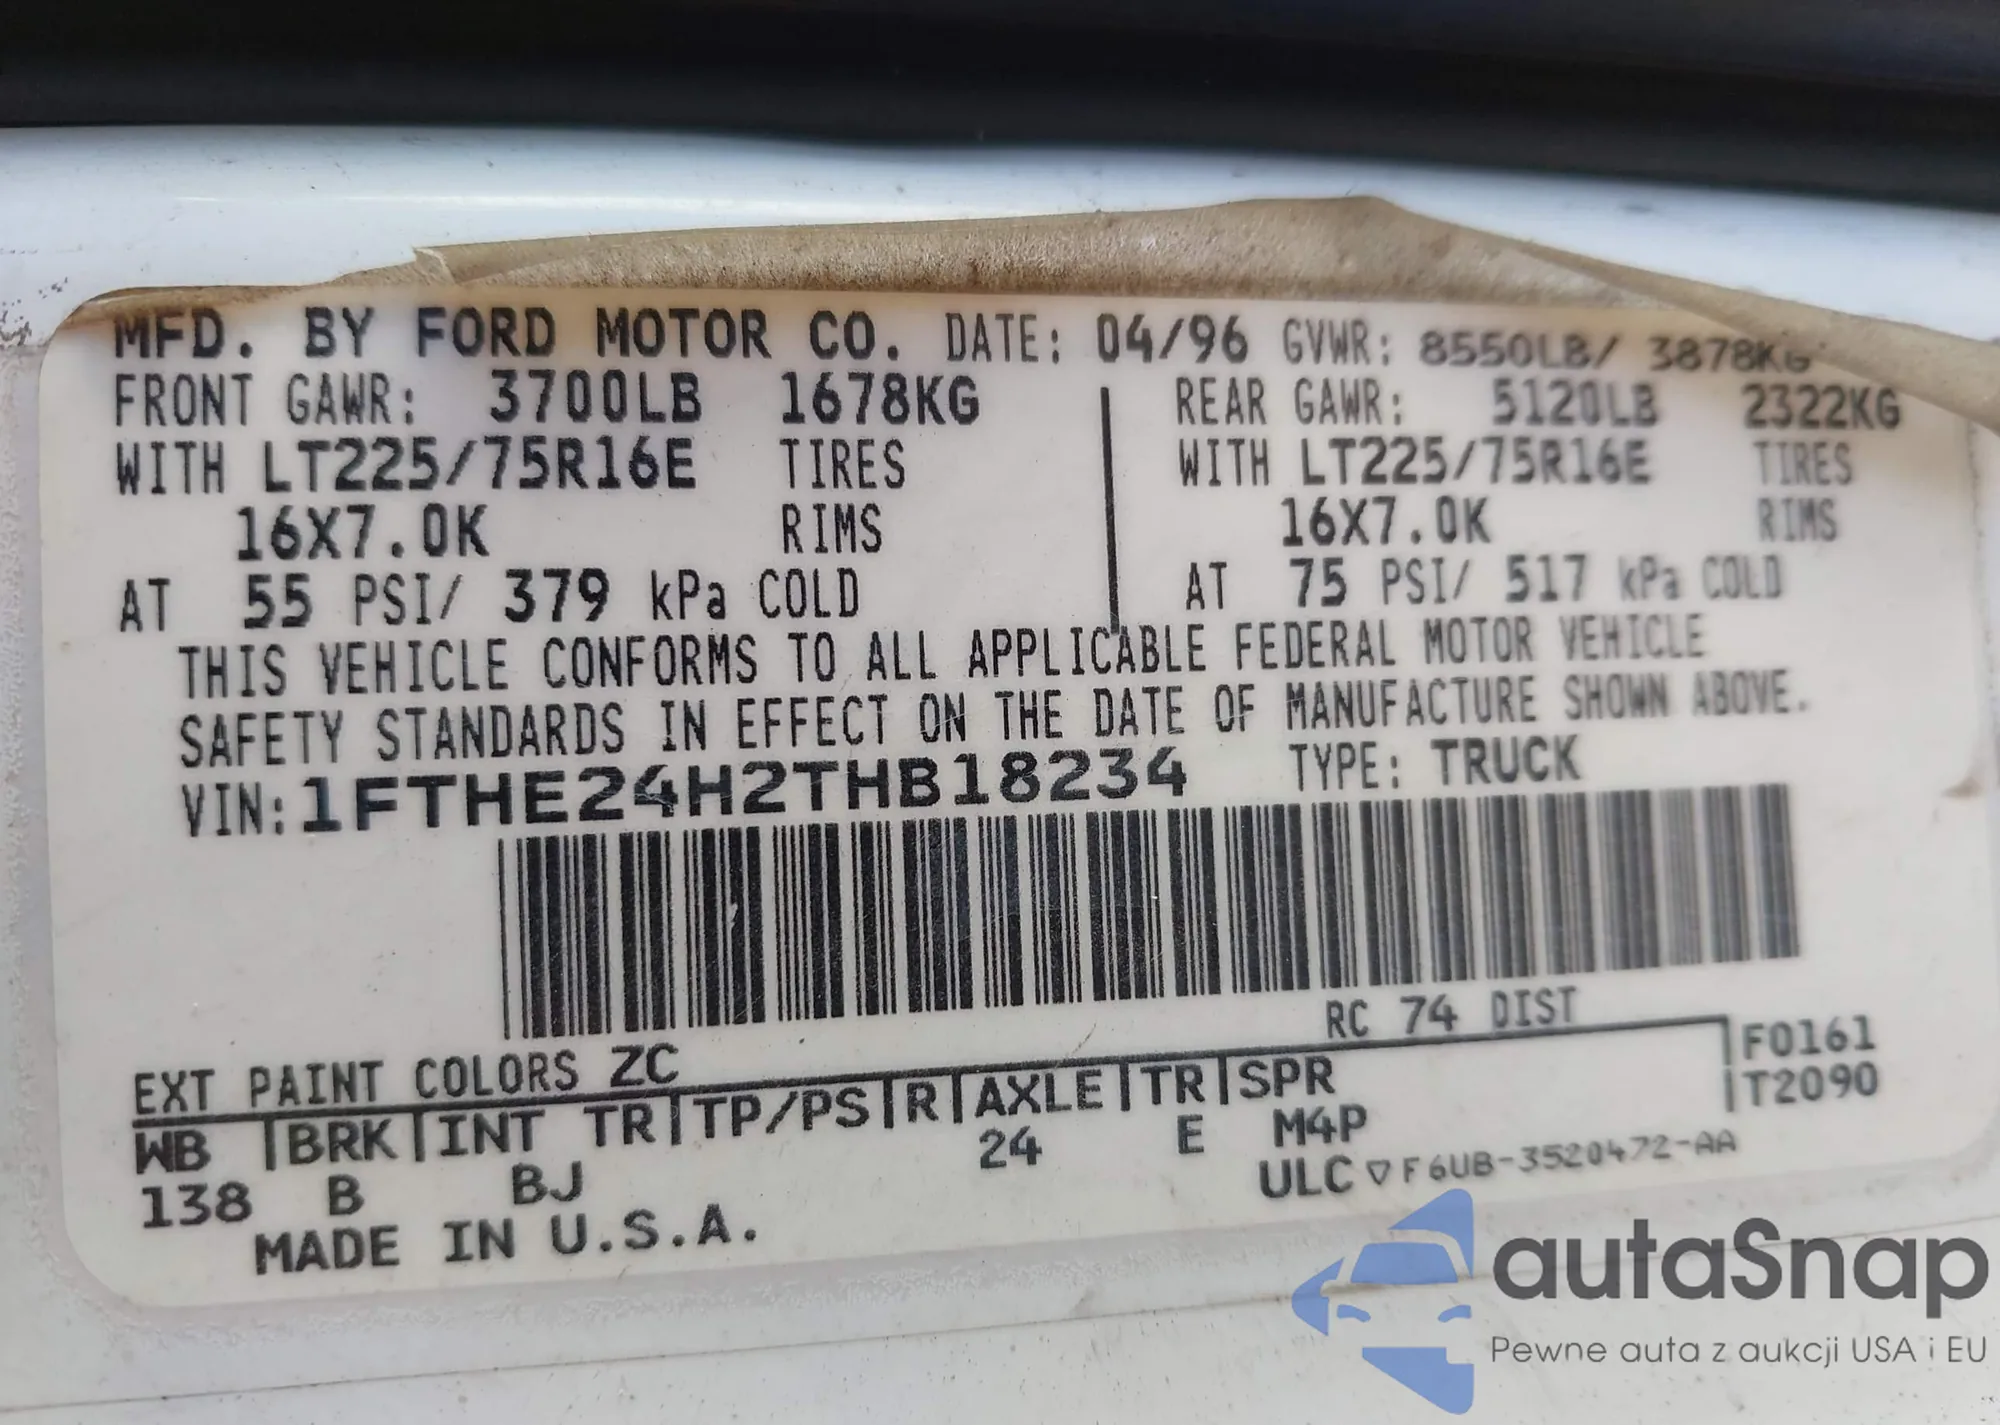 MFD. BY FORD MOTOR CO. DATE: 04/96 GVWR: 8550LB/ 3878KG
FRONT GAWR: 3700LB 1678KG REAR GAWR: 5120LB 2322KG
WITH LT225/75R16E TIRES WITH LT225/75R16E TIRES
16X7.0K RIMS 16X7.0K RIMS
AT 55 PSI/ 379 kPa COLD AT 75 PSI/ 517 kPa COLD
THIS VEHICLE CONFORMS TO ALL APPLICABLE FEDERAL MOTOR VEHICLE
SAFETY STANDARDS IN EFFECT ON THE DATE OF MANUFACTURE SHOWN ABOVE.
VIN: 1FTHE24H2THB18234 TYPE: TRUCK
RC 74 DIST
EXT PAINT COLORS ZC F0161
WB BRK INT TR TP/PS R AXLE TR SPR T2090
138 B BJ 24 E M4P
ULC ▽ F6UB-3520472-AA
MADE IN U.S.A.
autaSnap
Pewne auta z aukcji USA i EU